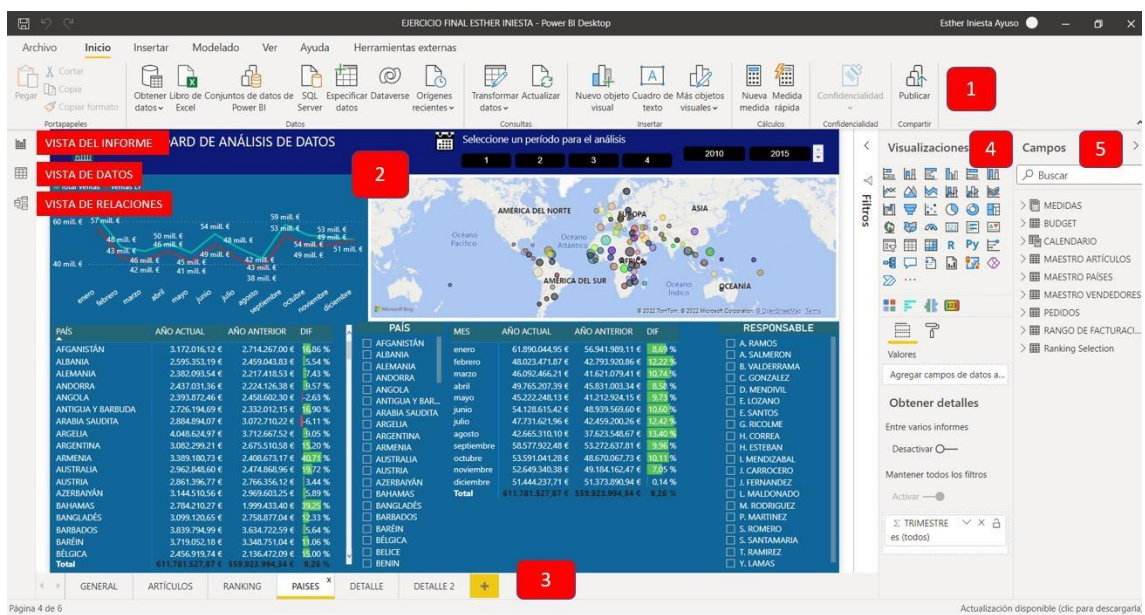 EJERCICIO FINAL ESTHER INIESTA - Power BI Desktop
Esther Iniesta Ayuso
Archivo Inicio Insertar Modelado Ver Ayuda Herramientas externas
Pegar
Cortar
Copia
Copiar formato
Portapapeles
Obtener datos
Libro de Excel
Conjuntos de datos de Power BI
SQL Server
Especificar datos
Dataverse
Orígenes recientes
Datos
Transformar datos
Actualizar
Consultas
Nuevo objeto visual
Cuadro de texto
Más objetos visuales
Insertar
Nueva medida
Medida rápida
Cálculos
Confidencialidad
Confidencialidad
Publicar
Compartir
1
VISTA DEL INFORME
VISTA DE DATOS
VISTA DE RELACIONES
ARD DE ANÁLISIS DE DATOS
2
Seleccione un período para el análisis
1 2 3 4
2010 2015
60 mill. €
40 mill. €
57 mill. €
48 mill. €
43 mill. €
46 mill. €
42 mill. €
50 mill. €
46 mill. €
45 mill. €
41 mill. €
54 mill. €
49 mill. €
48 mill. €
42 mill. €
38 mill. €
59 mill. €
53 mill. €
54 mill. €
49 mill. €
53 mill. €
49 mill. €
51 mill. €
enero febrero marzo abril mayo junio julio agosto septiembre octubre noviembre diciembre
AMÉRICA DEL NORTE
EUROPA
ASIA
Océano Pacífico
Océano Atlántico
ÁFRICA
AMÉRICA DEL SUR
Océano Índico
OCEANÍA
Microsoft Bing
© 2022 TomTom, © 2022 Microsoft Corporation, © OpenStreetMap Terms
PAÍS AÑO ACTUAL AÑO ANTERIOR DIF
AFGANISTÁN 3.172.016,12 € 2.714.267,00 € 16,86 %
ALBANIA 2.595.353,19 € 2.459.043,83 € 5,54 %
ALEMANIA 2.382.093,54 € 2.217.418,53 € 7,43 %
ANDORRA 2.437.031,36 € 2.224.126,38 € 9,57 %
ANGOLA 2.393.872,46 € 2.458.602,30 € -2,63 %
ANTIGUA Y BARBUDA 2.726.194,69 € 2.332.012,15 € 16,90 %
ARABIA SAUDITA 2.884.894,07 € 3.072.710,22 € -6,11 %
ARGELIA 4.048.624,97 € 3.712.667,52 € 9,05 %
ARGENTINA 3.082.299,21 € 2.675.510,58 € 15,20 %
ARMENIA 3.389.180,73 € 2.408.673,17 € 40,71 %
AUSTRALIA 2.962.848,60 € 2.474.868,96 € 19,72 %
AUSTRIA 2.861.396,77 € 2.766.356,12 € 3,44 %
AZERBAIYÁN 3.144.510,56 € 2.969.603,25 € 5,89 %
BAHAMAS 2.784.210,27 € 1.999.433,40 € 39,25 %
BANGLADÉS 3.099.120,65 € 2.758.877,04 € 12,33 %
BARBADOS 3.839.794,99 € 3.634.722,59 € 5,64 %
BARÉIN 3.719.052,18 € 3.348.751,04 € 11,06 %
BÉLGICA 2.456.919,74 € 2.136.472,09 € 15,00 %
Total 611.781.527,87 € 559.923.994,34 € 9,26 %
PAÍS
AFGANISTÁN
ALBANIA
ALEMANIA
ANDORRA
ANGOLA
ANTIGUA Y BAR...
ARABIA SAUDITA
ARGELIA
ARGENTINA
ARMENIA
AUSTRALIA
AUSTRIA
AZERBAIYÁN
BAHAMAS
BANGLADÉS
BARBADOS
BARÉIN
BÉLGICA
BELICE
BENIN
MES AÑO ACTUAL AÑO ANTERIOR DIF
enero 61.890.044,95 € 56.941.989,11 € 8,69 %
febrero 48.023.471,87 € 42.793.920,86 € 12,22 %
marzo 46.092.466,21 € 41.621.079,41 € 10,74 %
abril 49.765.207,39 € 45.831.003,34 € 8,58 %
mayo 45.222.248,13 € 41.212.924,15 € 9,73 %
junio 54.128.615,42 € 48.939.569,60 € 10,60 %
julio 47.731.621,96 € 42.459.200,26 € 12,42 %
agosto 42.665.310,10 € 37.623.548,67 € 13,40 %
septiembre 58.577.922,48 € 53.272.637,81 € 9,96 %
octubre 53.591.041,28 € 48.670.067,73 € 10,11 %
noviembre 52.649.340,38 € 49.184.162,47 € 7,05 %
diciembre 51.444.237,71 € 51.373.890,94 € 0,14 %
Total 611.781.527,87 € 559.923.994,34 € 9,26 %
RESPONSABLE
A. RAMOS
A. SALMERON
B. VALDERRAMA
C. GONZALEZ
D. MENDIVIL
E. LOZANO
E. SANTOS
G. RICOLME
H. CORREA
H. ESTEBAN
I. MENDIZABAL
J. CARROCERO
J. FERNANDEZ
L. MALDONADO
M. RODRIGUEZ
P. MARTINEZ
S. ROMERO
S. SANTAMARIA
T. RAMIREZ
Y. LAMAS
Filtros
Visualizaciones
4
R Py
123
Valores
Agregar campos de datos a...
Obtener detalles
Entre varios informes
Desactivar
Mantener todos los filtros
Activar
TRIMESTRE
es (todos)
Campos
5
Buscar
MEDIDAS
BUDGET
CALENDARIO
MAESTRO ARTÍCULOS
MAESTRO PAÍSES
MAESTRO VENDEDORES
PEDIDOS
RANGO DE FACTURACI...
Ranking Selection
GENERAL ARTÍCULOS RANKING PAISES DETALLE DETALLE 2 +
3
Página 4 de 6
Actualización disponible (clic para descargarla)